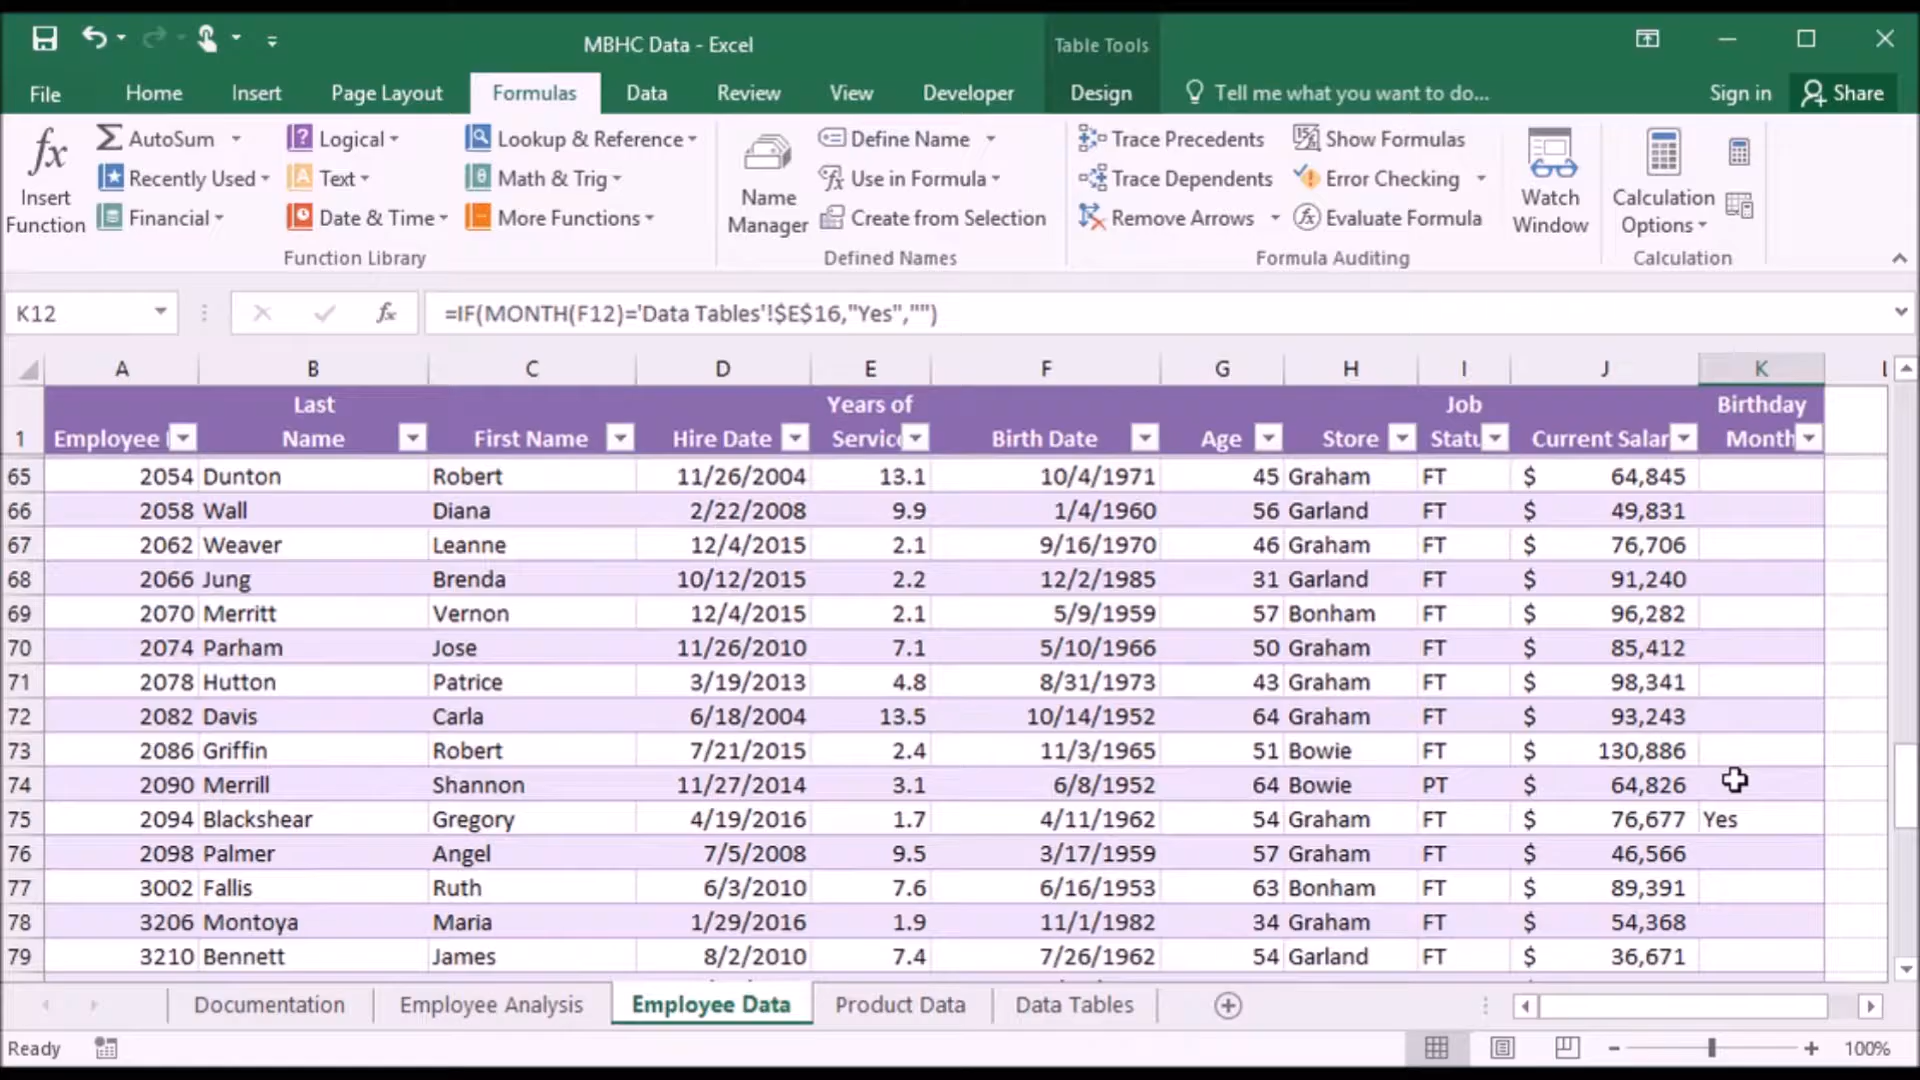 MBHC Data - Excel
Table Tools
File Home Insert Page Layout Formulas Data Review View Developer Design Tell me what you want to do... Sign in Share
fx AutoSum Logical Lookup & Reference Define Name Trace Precedents Show Formulas
Recently Used Text Math & Trig Use in Formula Trace Dependents Error Checking
Insert Function Financial Date & Time More Functions Name Manager Create from Selection Remove Arrows Evaluate Formula Watch Window Calculation Options
Function Library Defined Names Formula Auditing Calculation
K12 fx =IF(MONTH(F12)='Data Tables'!$E$16,"Yes","")
A B C D E F G H I J K L
Last Years of Job Birthday
1 Employee Name First Name Hire Date Servic Birth Date Age Store Statu Current Salar Month
65 2054 Dunton Robert 11/26/2004 13.1 10/4/1971 45 Graham FT $ 64,845
66 2058 Wall Diana 2/22/2008 9.9 1/4/1960 56 Garland FT $ 49,831
67 2062 Weaver Leanne 12/4/2015 2.1 9/16/1970 46 Graham FT $ 76,706
68 2066 Jung Brenda 10/12/2015 2.2 12/2/1985 31 Garland FT $ 91,240
69 2070 Merritt Vernon 12/4/2015 2.1 5/9/1959 57 Bonham FT $ 96,282
70 2074 Parham Jose 11/26/2010 7.1 5/10/1966 50 Graham FT $ 85,412
71 2078 Hutton Patrice 3/19/2013 4.8 8/31/1973 43 Graham FT $ 98,341
72 2082 Davis Carla 6/18/2004 13.5 10/14/1952 64 Graham FT $ 93,243
73 2086 Griffin Robert 7/21/2015 2.4 11/3/1965 51 Bowie FT $ 130,886
74 2090 Merrill Shannon 11/27/2014 3.1 6/8/1952 64 Bowie PT $ 64,826
75 2094 Blackshear Gregory 4/19/2016 1.7 4/11/1962 54 Graham FT $ 76,677 Yes
76 2098 Palmer Angel 7/5/2008 9.5 3/17/1959 57 Graham FT $ 46,566
77 3002 Fallis Ruth 6/3/2010 7.6 6/16/1953 63 Bonham FT $ 89,391
78 3206 Montoya Maria 1/29/2016 1.9 11/1/1982 34 Graham FT $ 54,368
79 3210 Bennett James 8/2/2010 7.4 7/26/1962 54 Garland FT $ 36,671
Documentation Employee Analysis Employee Data Product Data Data Tables
Ready 100%